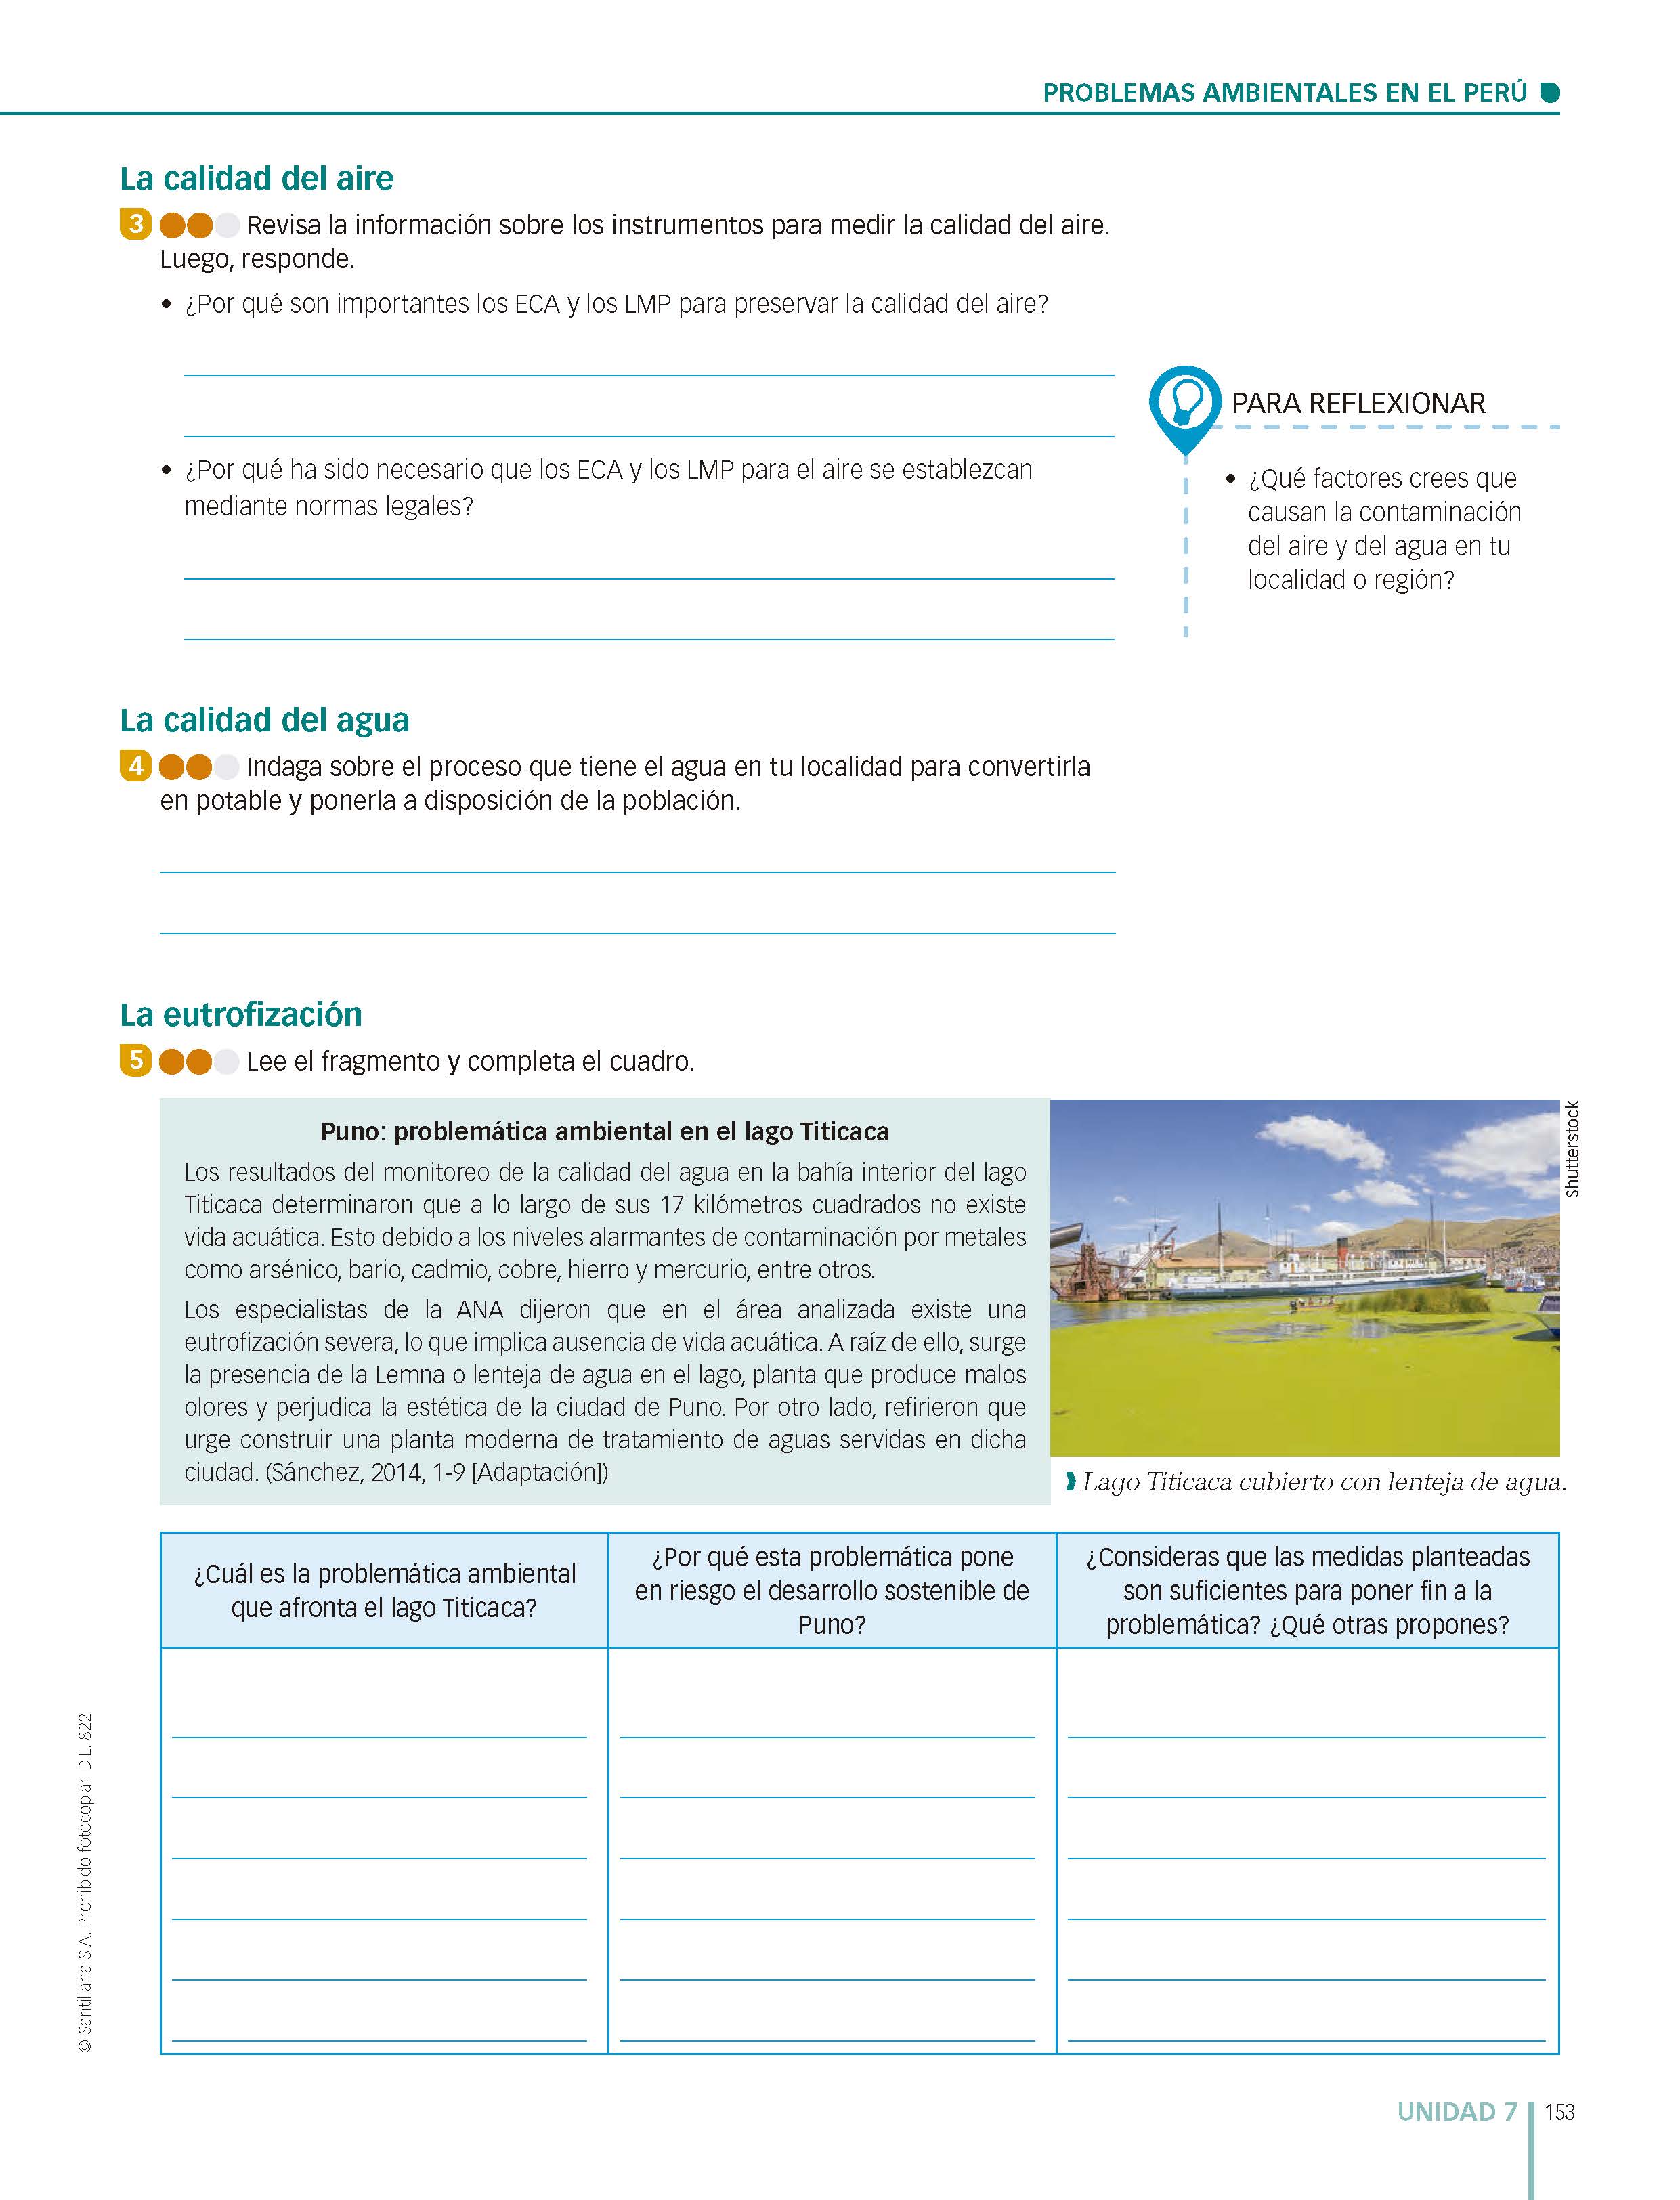 PROBLEMAS AMBIENTALES EN EL PERÚ
La calidad del aire
3 Revisa la información sobre los instrumentos para medir la calidad del aire.
Luego, responde.
• ¿Por qué son importantes los ECA y los LMP para preservar la calidad del aire?
• ¿Por qué ha sido necesario que los ECA y los LMP para el aire se establezcan
mediante normas legales?
PARA REFLEXIONAR
• ¿Qué factores crees que
causan la contaminación
del aire y del agua en tu
localidad o región?
La calidad del agua
4 Indaga sobre el proceso que tiene el agua en tu localidad para convertirla
en potable y ponerla a disposición de la población.
La eutrofización
5 Lee el fragmento y completa el cuadro.
Puno: problemática ambiental en el lago Titicaca
Los resultados del monitoreo de la calidad del agua en la bahía interior del lago
Titicaca determinaron que a lo largo de sus 17 kilómetros cuadrados no existe
vida acuática. Esto debido a los niveles alarmantes de contaminación por metales
como arsénico, bario, cadmio, cobre, hierro y mercurio, entre otros.
Los especialistas de la ANA dijeron que en el área analizada existe una
eutrofización severa, lo que implica ausencia de vida acuática. A raíz de ello, surge
la presencia de la Lemna o lenteja de agua en el lago, planta que produce malos
olores y perjudica la estética de la ciudad de Puno. Por otro lado, refirieron que
urge construir una planta moderna de tratamiento de aguas servidas en dicha
ciudad. (Sánchez, 2014, 1-9 [Adaptación])
Shutterstock
Lago Titicaca cubierto con lenteja de agua.
¿Cuál es la problemática ambiental
que afronta el lago Titicaca?
¿Por qué esta problemática pone
en riesgo el desarrollo sostenible de
Puno?
¿Consideras que las medidas planteadas
son suficientes para poner fin a la
problemática? ¿Qué otras propones?
© Santillana S.A. Prohibido fotocopiar. D.L. 822
UNIDAD 7 153